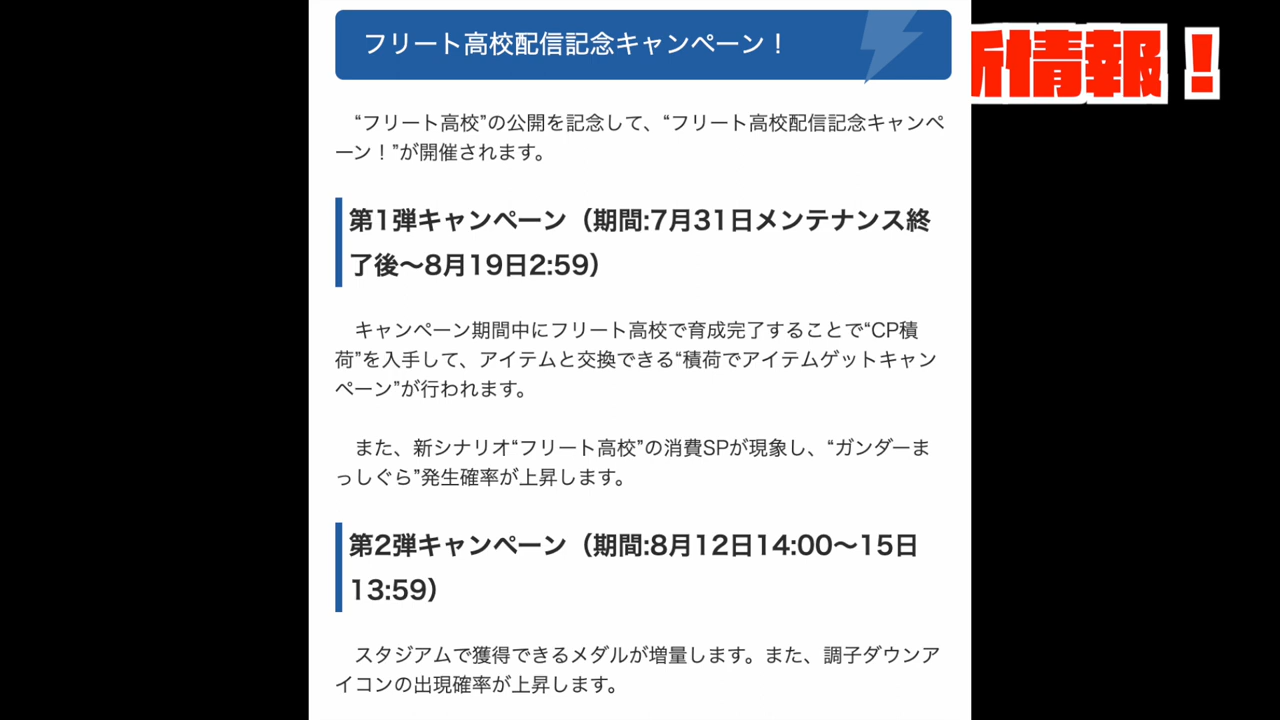 フリート高校配信記念キャンペーン！
新情報！
“フリート高校”の公開を記念して、“フリート高校配信記念キャンペ
ーン！”が開催されます。
第1弾キャンペーン（期間:7月31日メンテナンス終
了後〜8月19日2:59）
キャンペーン期間中にフリート高校で育成完了することで“CP積
荷”を入手して、アイテムと交換できる“積荷でアイテムゲットキャン
ペーン”が行われます。
また、新シナリオ“フリート高校”の消費SPが現象し、“ガンダーま
っしぐら”発生確率が上昇します。
第2弾キャンペーン（期間:8月12日14:00〜15日
13:59）
スタジアムで獲得できるメダルが増量します。また、調子ダウンア
イコンの出現確率が上昇します。